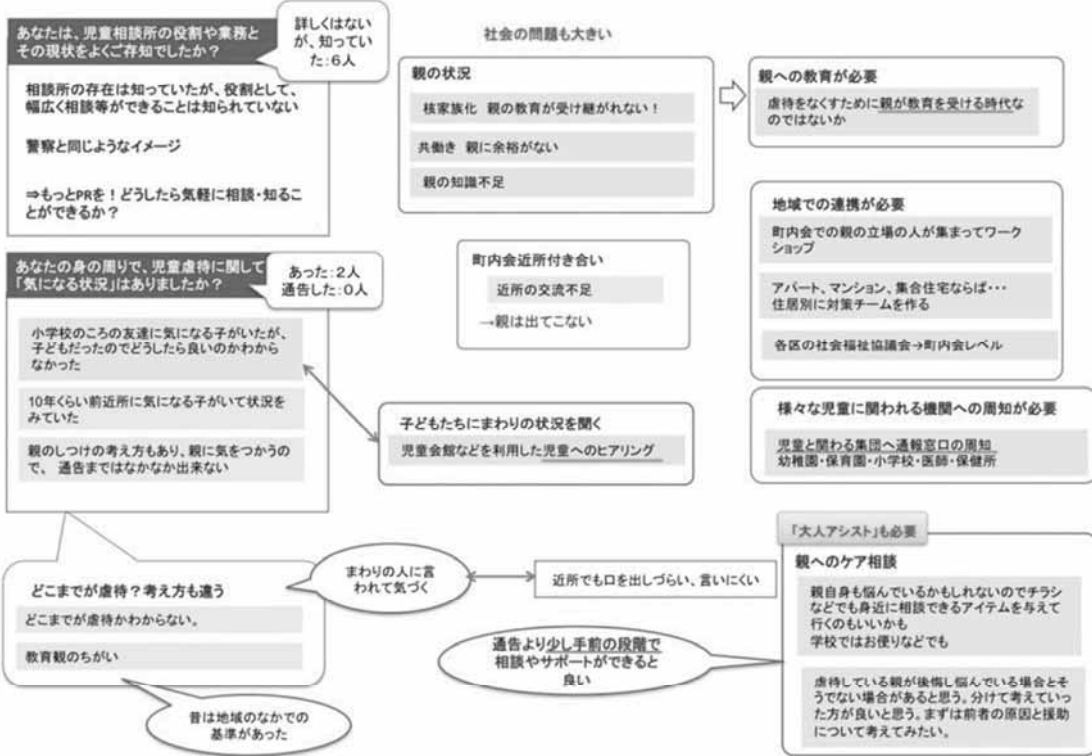 あなたは、児童相談所の役割や業務と
その現状をよくご存知でしたか？
詳しくはない
が、知ってい
た：6人
相談所の存在は知っていたが、役割として、
幅広く相談等ができることは知られていない
警察と同じようなイメージ
⇒もっとPRを！どうしたら気軽に相談・知るこ
とができるか？
あなたの身の周りで、児童虐待に関して
「気になる状況」はありましたか？
あった：2人
通告した：0人
小学校のころの友達に気になる子がいたが、
子どもだったのでどうしたら良いのかわから
なかった
10年くらい前近所に気になる子がいて状況を
みていた
親のしつけの考え方もあり、親に気をつかうの
で、 通告まではなかなか出来ない
どこまでが虐待？考え方も違う
どこまでが虐待かわからない。
教育観のちがい
昔は地域のなかでの
基準があった
まわりの人に言
われて気づく
近所でも口を出しづらい、言いにくい
社会の問題も大きい
親の状況
核家族化 親の教育が受け継がれない！
共働き 親に余裕がない
親の知識不足
町内会近所付き合い
近所の交流不足
→親は出てこない
子どもたちにまわりの状況を聞く
児童会館などを利用した児童へのヒアリング
通告より少し手前の段階で
相談やサポートができると
良い
親への教育が必要
虐待をなくすために親が教育を受ける時代な
のではないか
地域での連携が必要
町内会での親の立場の人が集まってワーク
ショップ
アパート、マンション、集合住宅ならば・・・
住居別に対策チームを作る
各区の社会福祉協議会→町内会レベル
様々な児童に関われる機関への周知が必要
児童と関わる集団へ通報窓口の周知
幼稚園・保育園・小学校・医師・保健所
「大人アシスト」も必要
親へのケア相談
親自身も悩んでいるかもしれないのでチラシ
などでも身近に相談できるアイテムを与えて
行くのもいいかも
学校ではお便りなどでも
虐待している親が後悔し悩んでいる場合とそ
うでない場合があると思う。分けて考えていっ
た方が良いと思う。まずは前者の原因と援助
について考えてみたい。